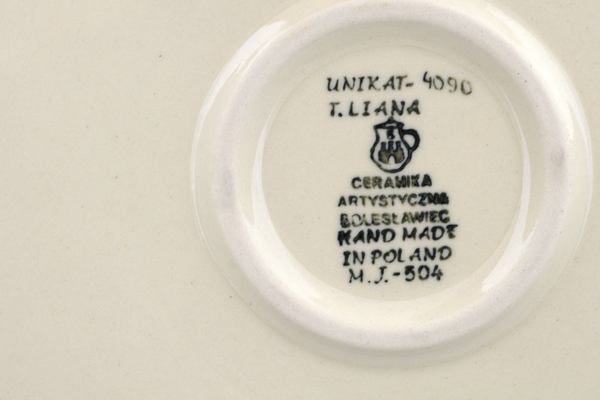 UNIKAT- 4090
T. LIANA
CERAMIKA
ARTYSTYCZNA
BOLESŁAWIEC
HAND MADE
IN POLAND
M.J.-504